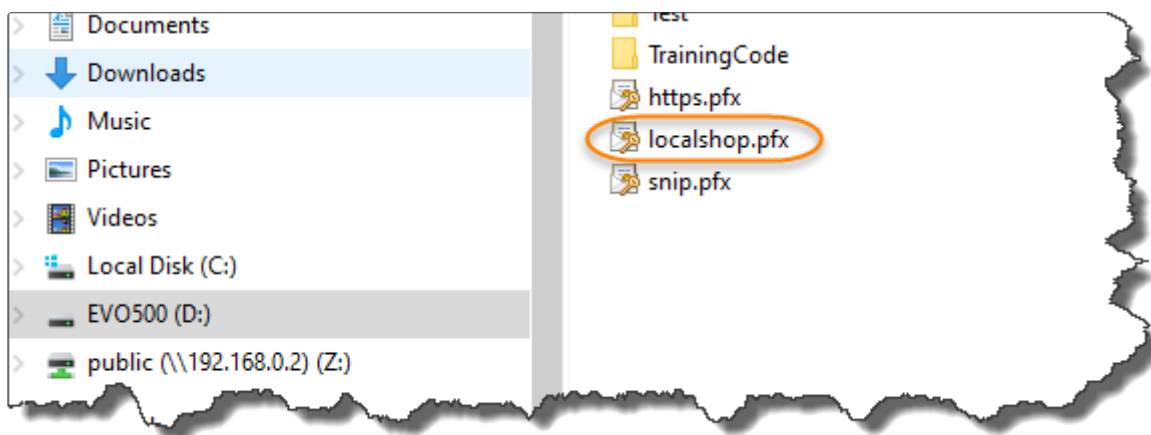 Documents
Downloads
Music
Pictures
Videos
Local Disk (C:)
EVO500 (D:)
public (\\192.168.0.2) (Z:)
Test
TrainingCode
https.pfx
localshop.pfx
snip.pfx